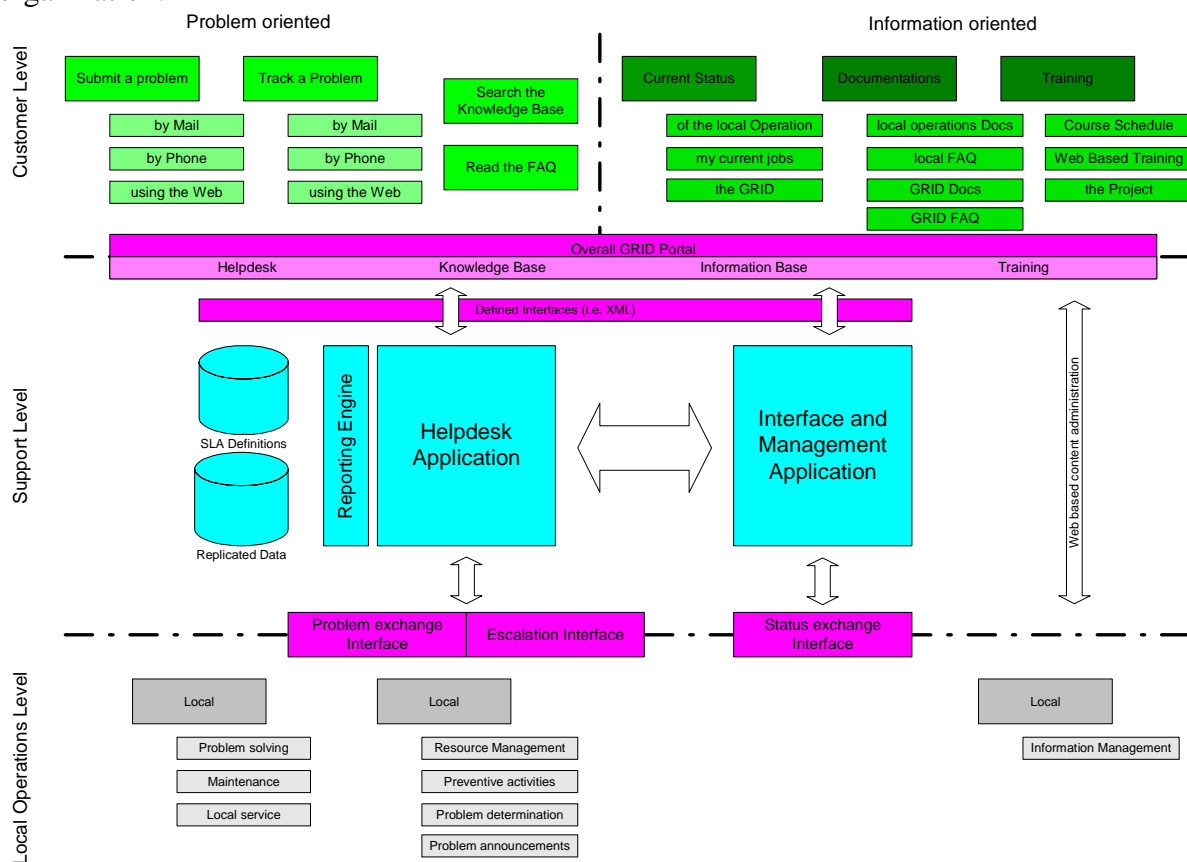 Problem oriented
Information oriented
Customer Level
Submit a problem
by Mail
by Phone
using the Web
Track a Problem
by Mail
by Phone
using the Web
Search the
Knowledge Base
Read the FAQ
Current Status
of the local Operation
my current jobs
the GRID
Documentations
local operations Docs
local FAQ
GRID Docs
GRID FAQ
Training
Course Schedule
Web Based Training
the Project
Overall GRID Portal
Helpdesk
Knowledge Base
Information Base
Training
Defined Interfaces (i.e. XML)
Support Level
SLA Definitions
Replicated Data
Reporting Engine
Helpdesk
Application
Interface and
Management
Application
Web based content administration
Problem exchange
Interface
Escalation Interface
Status exchange
Interface
Local Operations Level
Local
Problem solving
Maintenance
Local service
Local
Resource Management
Preventive activities
Problem determination
Problem announcements
Local
Information Management